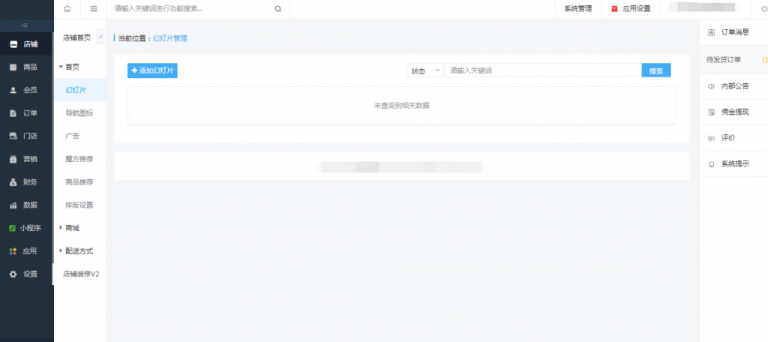 请输入关键词进行功能搜索...
系统管理
应用设置
店铺
商品
会员
订单
门店
营销
财务
数据
小程序
应用
设置
店铺首页
首页
幻灯片
导航图标
广告
魔方推荐
商品推荐
排版设置
商城
配送方式
店铺装修V2
当前位置：幻灯片管理
+ 添加幻灯片
状态
请输入关键词
搜索
未查询到相关数据
订单消息
待发货订单
内部公告
佣金提现
评价
系统提示